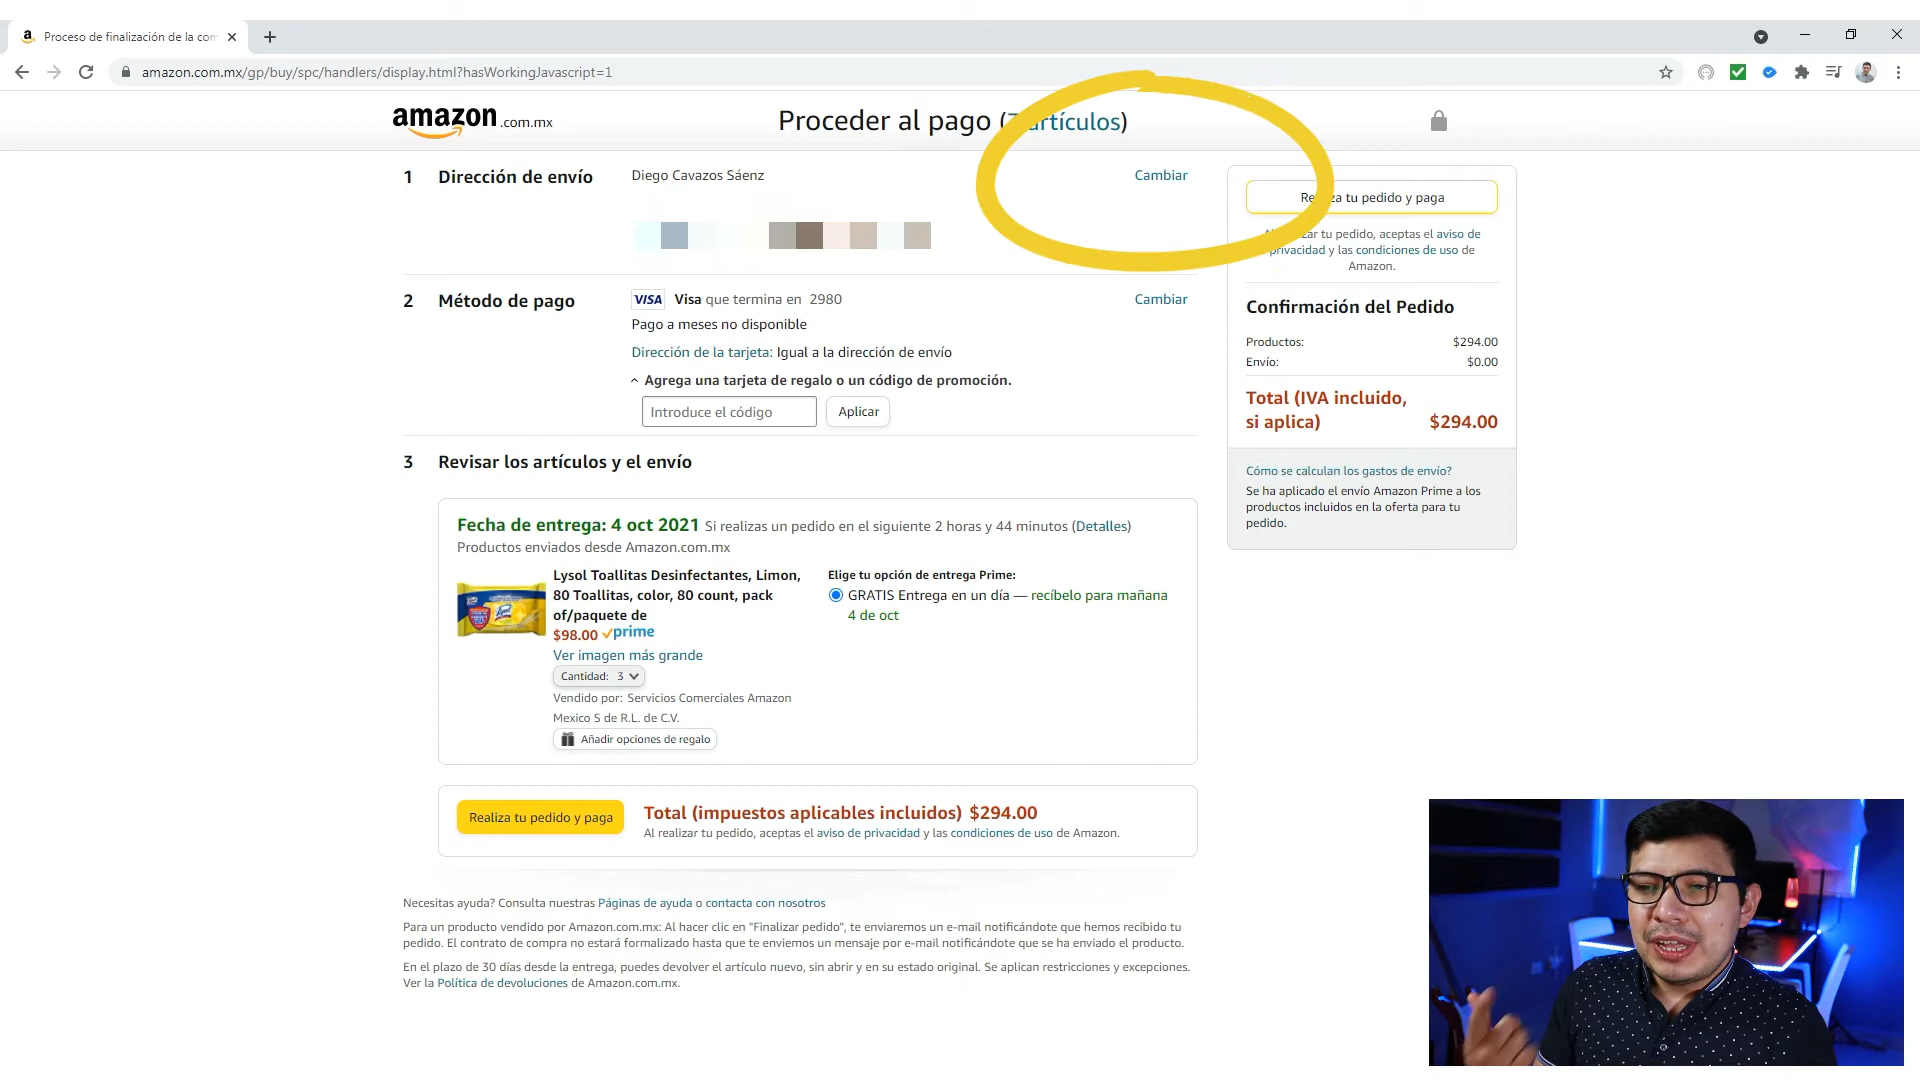 Proceso de finalización de la com
amazon.com.mx/gp/buy/spc/handlers/display.html?hasWorkingJavascript=1
amazon.com.mx
Proceder al pago ( artículos)
1 Dirección de envío
Diego Cavazos Sáenz
Cambiar
2 Método de pago
VISA Visa que termina en 2980
Cambiar
Pago a meses no disponible
Dirección de la tarjeta: Igual a la dirección de envío
Agrega una tarjeta de regalo o un código de promoción.
Introduce el código
Aplicar
3 Revisar los artículos y el envío
Fecha de entrega: 4 oct 2021 Si realizas un pedido en el siguiente 2 horas y 44 minutos (Detalles)
Productos enviados desde Amazon.com.mx
Lysol Toallitas Desinfectantes, Limon,
80 Toallitas, color, 80 count, pack
of/paquete de
$98.00 prime
Ver imagen más grande
Cantidad: 3
Vendido por: Servicios Comerciales Amazon
Mexico S de R.L. de C.V.
Añadir opciones de regalo
Elige tu opción de entrega Prime:
GRATIS Entrega en un día — recíbelo para mañana
4 de oct
Realiza tu pedido y paga
Total (impuestos aplicables incluidos) $294.00
Al realizar tu pedido, aceptas el aviso de privacidad y las condiciones de uso de Amazon.
Necesitas ayuda? Consulta nuestras Páginas de ayuda o contacta con nosotros
Para un producto vendido por Amazon.com.mx: Al hacer clic en "Finalizar pedido", te enviaremos un e-mail notificándote que hemos recibido tu
pedido. El contrato de compra no estará formalizado hasta que te enviemos un mensaje por e-mail notificándote que se ha enviado el producto.
En el plazo de 30 días desde la entrega, puedes devolver el artículo nuevo, sin abrir y en su estado original. Se aplican restricciones y excepciones.
Ver la Política de devoluciones de Amazon.com.mx.
tu pedido y paga
tu pedido, aceptas el aviso de
privacidad y las condiciones de uso de
Amazon.
Confirmación del Pedido
Productos: $294.00
Envío: $0.00
Total (IVA incluido,
si aplica) $294.00
Cómo se calculan los gastos de envío?
Se ha aplicado el envío Amazon Prime a los
productos incluidos en la oferta para tu
pedido.